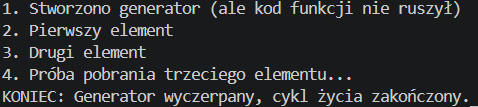 1. Stworzono generator (ale kod funkcji nie ruszył)
2. Pierwszy element
3. Drugi element
4. Próba pobrania trzeciego elementu...
KONIEC: Generator wyczerpany, cykl życia zakończony.